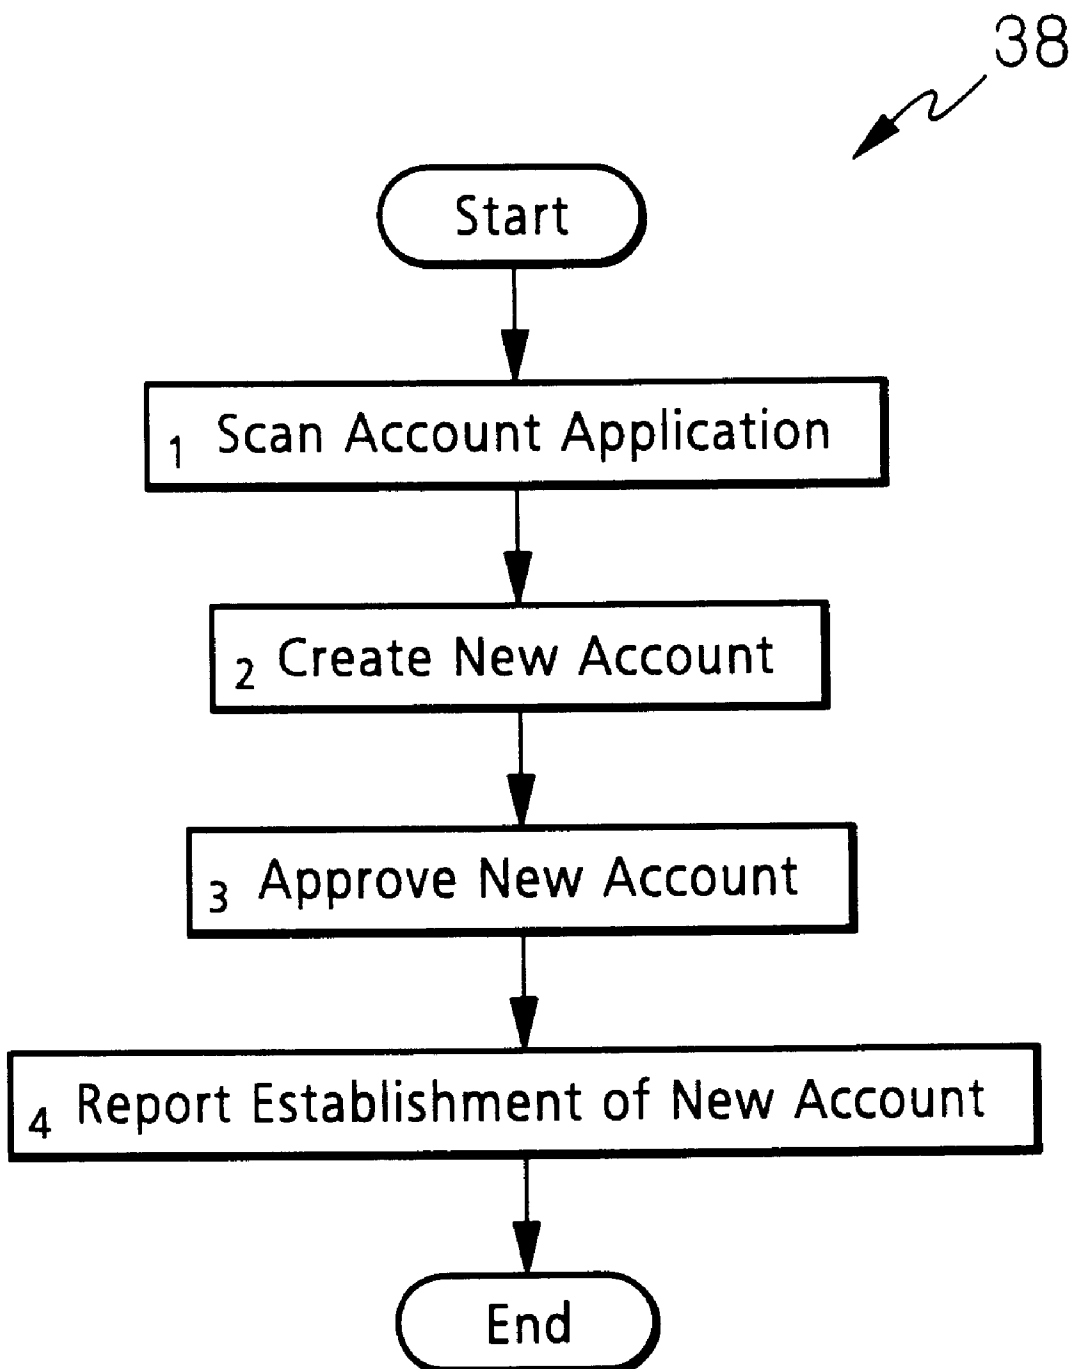 38
Start
1 Scan Account Application
2 Create New Account
3 Approve New Account
4 Report Establishment of New Account
End